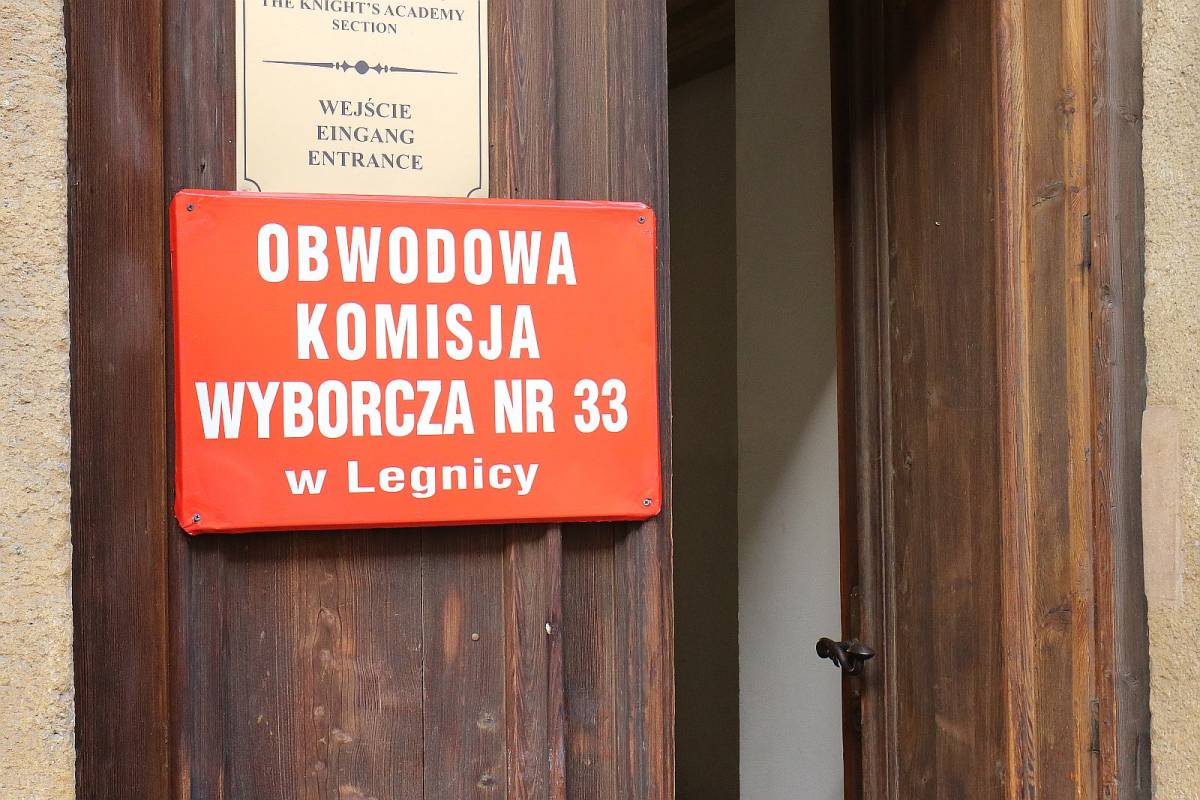 THE KNIGHT'S ACADEMY
SECTION
WEJŚCIE
EINGANG
ENTRANCE
OBWODOWA
KOMISJA
WYBORCZA NR 33
w Legnicy